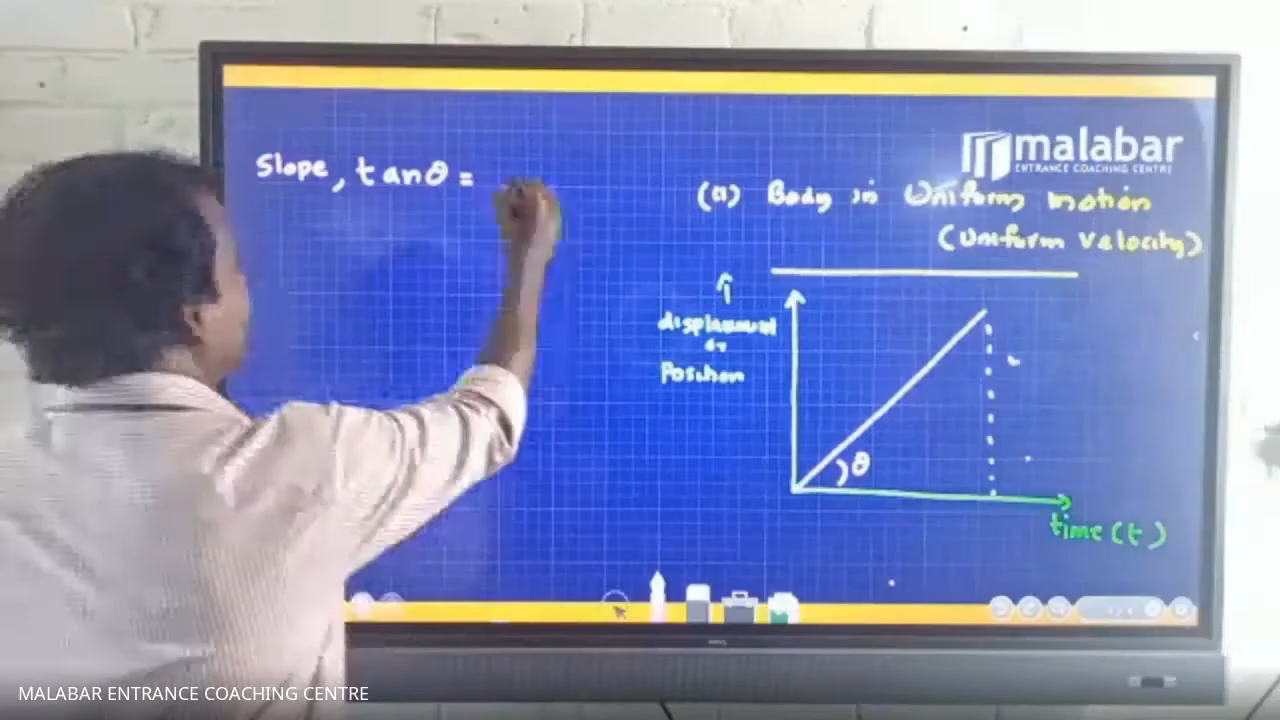 malabar
ENTRANCE COACHING CENTRE
Slope, tanθ =
(a) Body in Uniform motion
(Uniform velocity)
displacement
or
Position
θ
time (t)
MALABAR ENTRANCE COACHING CENTRE